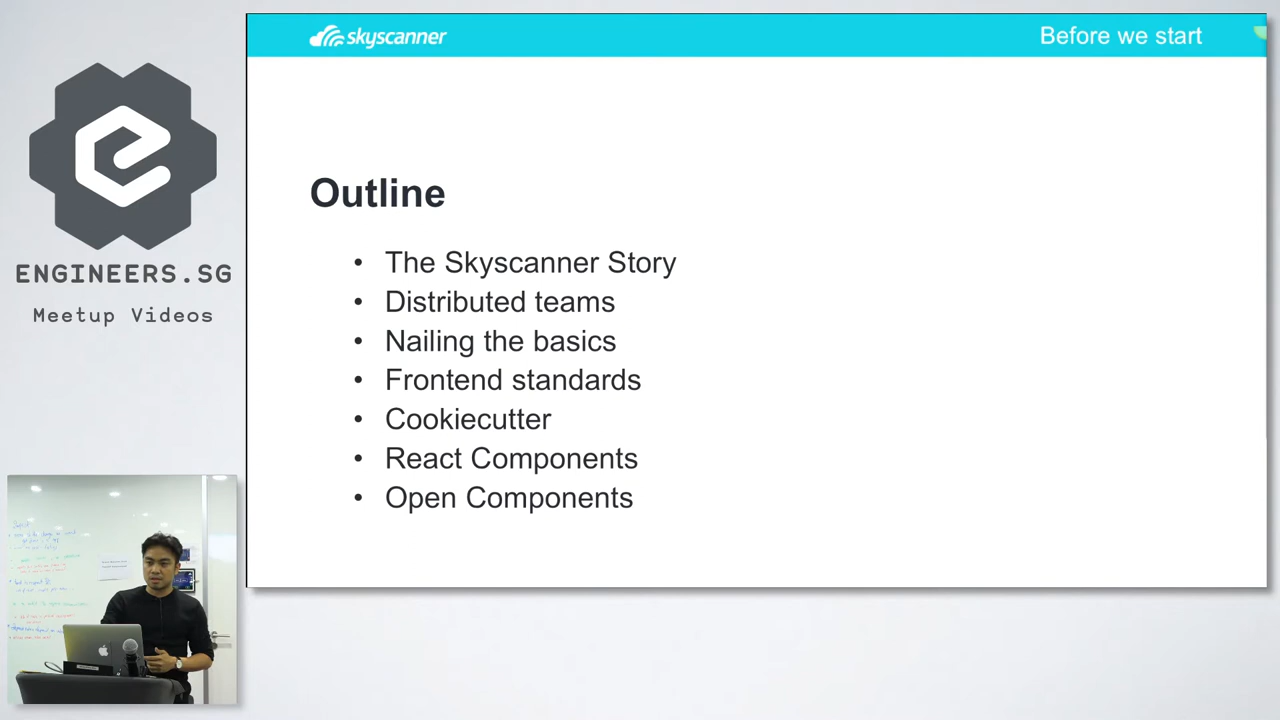 skyscanner
Before we start
ENGINEERS.SG
Meetup Videos
Outline
• The Skyscanner Story
• Distributed teams
• Nailing the basics
• Frontend standards
• Cookiecutter
• React Components
• Open Components